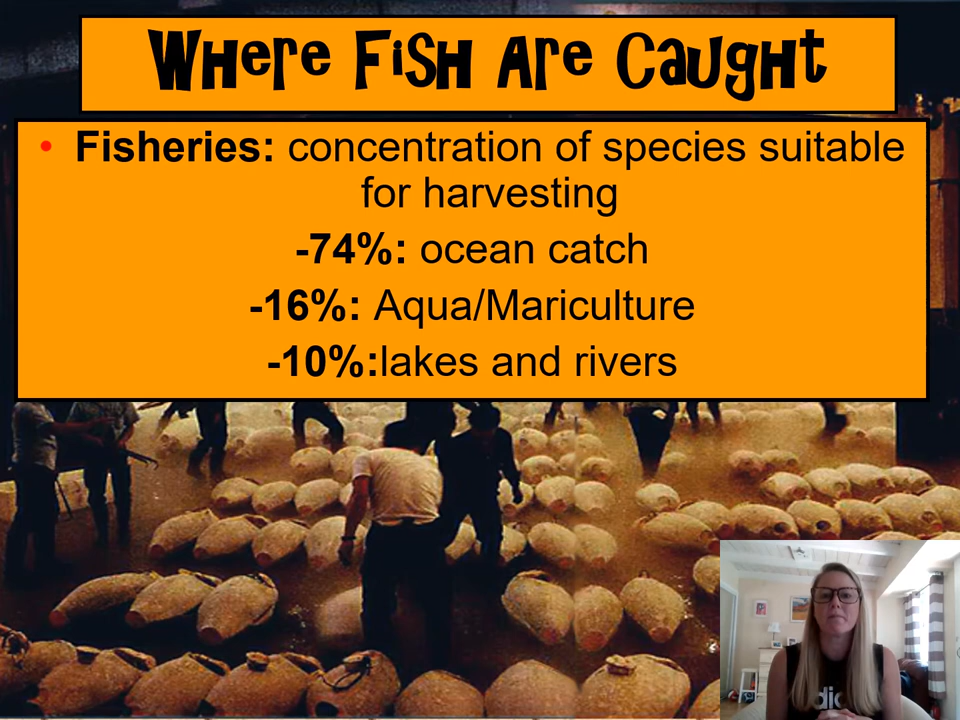 Where Fish Are Caught
• Fisheries: concentration of species suitable
for harvesting
-74%: ocean catch
-16%: Aqua/Mariculture
-10%:lakes and rivers